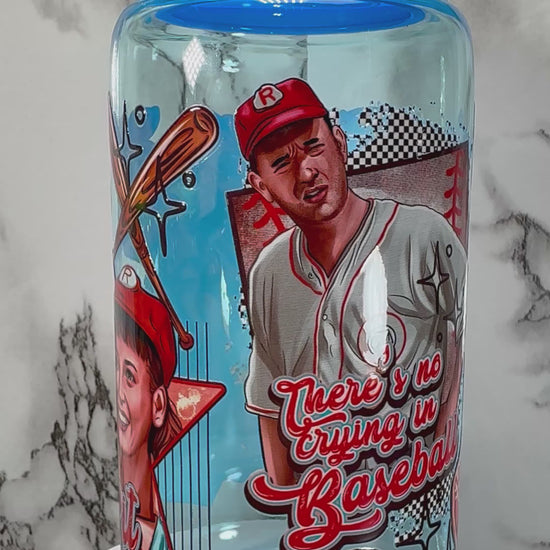 R
R
There's no
Crying in
Baseball